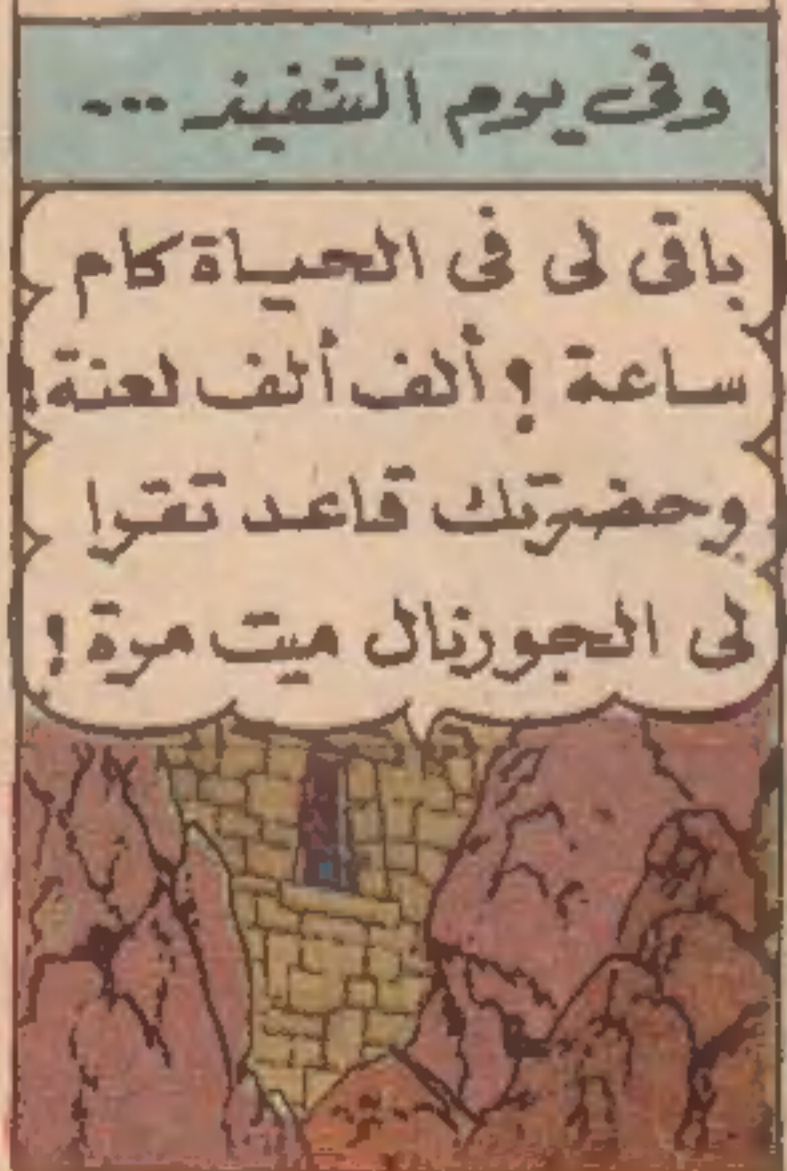 وفى يوم التنفيذ ...
باقى لى فى الحياة كام
ساعة ؟ ألف ألف لعنة !
وحضرتك قاعد تقرا
لى الجورنال ميت مرة !